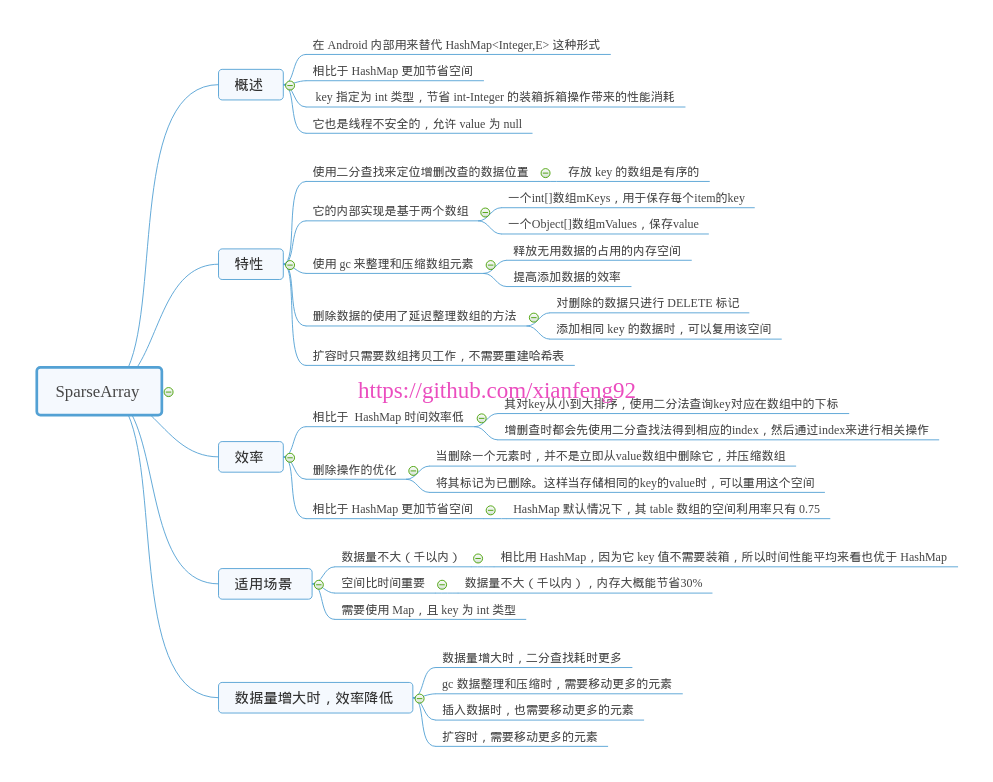 SparseArray
概述
在 Android 内部用来替代 HashMap<Integer,E> 这种形式
相比于 HashMap 更加节省空间
key 指定为 int 类型，节省 int-Integer 的装箱拆箱操作带来的性能消耗
它也是线程不安全的，允许 value 为 null
特性
使用二分查找来定位增删改查的数据位置
存放 key 的数组是有序的
它的内部实现是基于两个数组
一个int[]数组mKeys，用于保存每个item的key
一个Object[]数组mValues，保存value
使用 gc 来整理和压缩数组元素
释放无用数据的占用的内存空间
提高添加数据的效率
删除数据的使用了延迟整理数组的方法
对删除的数据只进行 DELETE 标记
添加相同 key 的数据时，可以复用该空间
扩容时只需要数组拷贝工作，不需要重建哈希表
https://github.com/xianfeng92
效率
相比于 HashMap 时间效率低
其对key从小到大排序，使用二分法查询key对应在数组中的下标
增删查时都会先使用二分查找法得到相应的index，然后通过index来进行相关操作
删除操作的优化
当删除一个元素时，并不是立即从value数组中删除它，并压缩数组
将其标记为已删除。这样当存储相同的key的value时，可以重用这个空间
相比于 HashMap 更加节省空间
HashMap 默认情况下，其 table 数组的空间利用率只有 0.75
适用场景
数据量不大（千以内）
相比用 HashMap，因为它 key 值不需要装箱，所以时间性能平均来看也优于 HashMap
空间比时间重要
数据量不大（千以内），内存大概能节省30%
需要使用 Map，且 key 为 int 类型
数据量增大时，效率降低
数据量增大时，二分查找耗时更多
gc 数据整理和压缩时，需要移动更多的元素
插入数据时，也需要移动更多的元素
扩容时，需要移动更多的元素